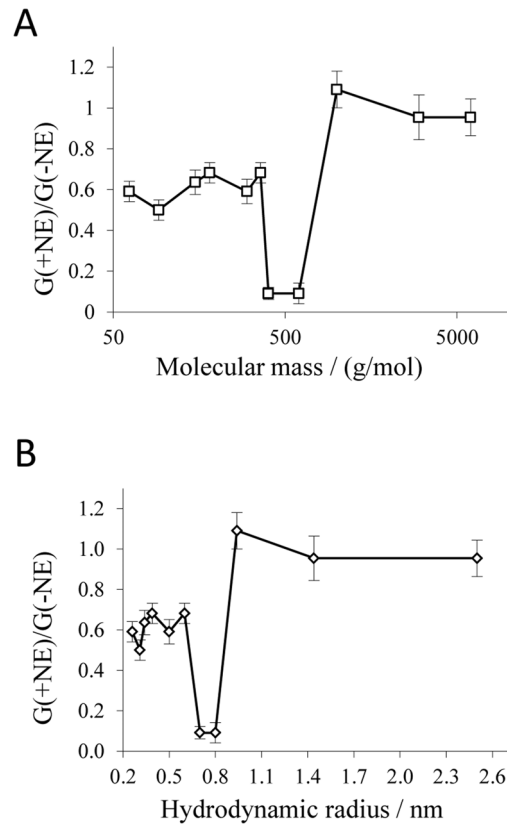 A
G(+NE)/G(-NE)
1.2
1
0.8
0.6
0.4
0.2
0
50 500 5000
Molecular mass / (g/mol)
B
G(+NE)/G(-NE)
1.2
1.0
0.8
0.6
0.4
0.2
0.0
0.2 0.5 0.8 1.1 1.4 1.7 2.0 2.3 2.6
Hydrodynamic radius / nm